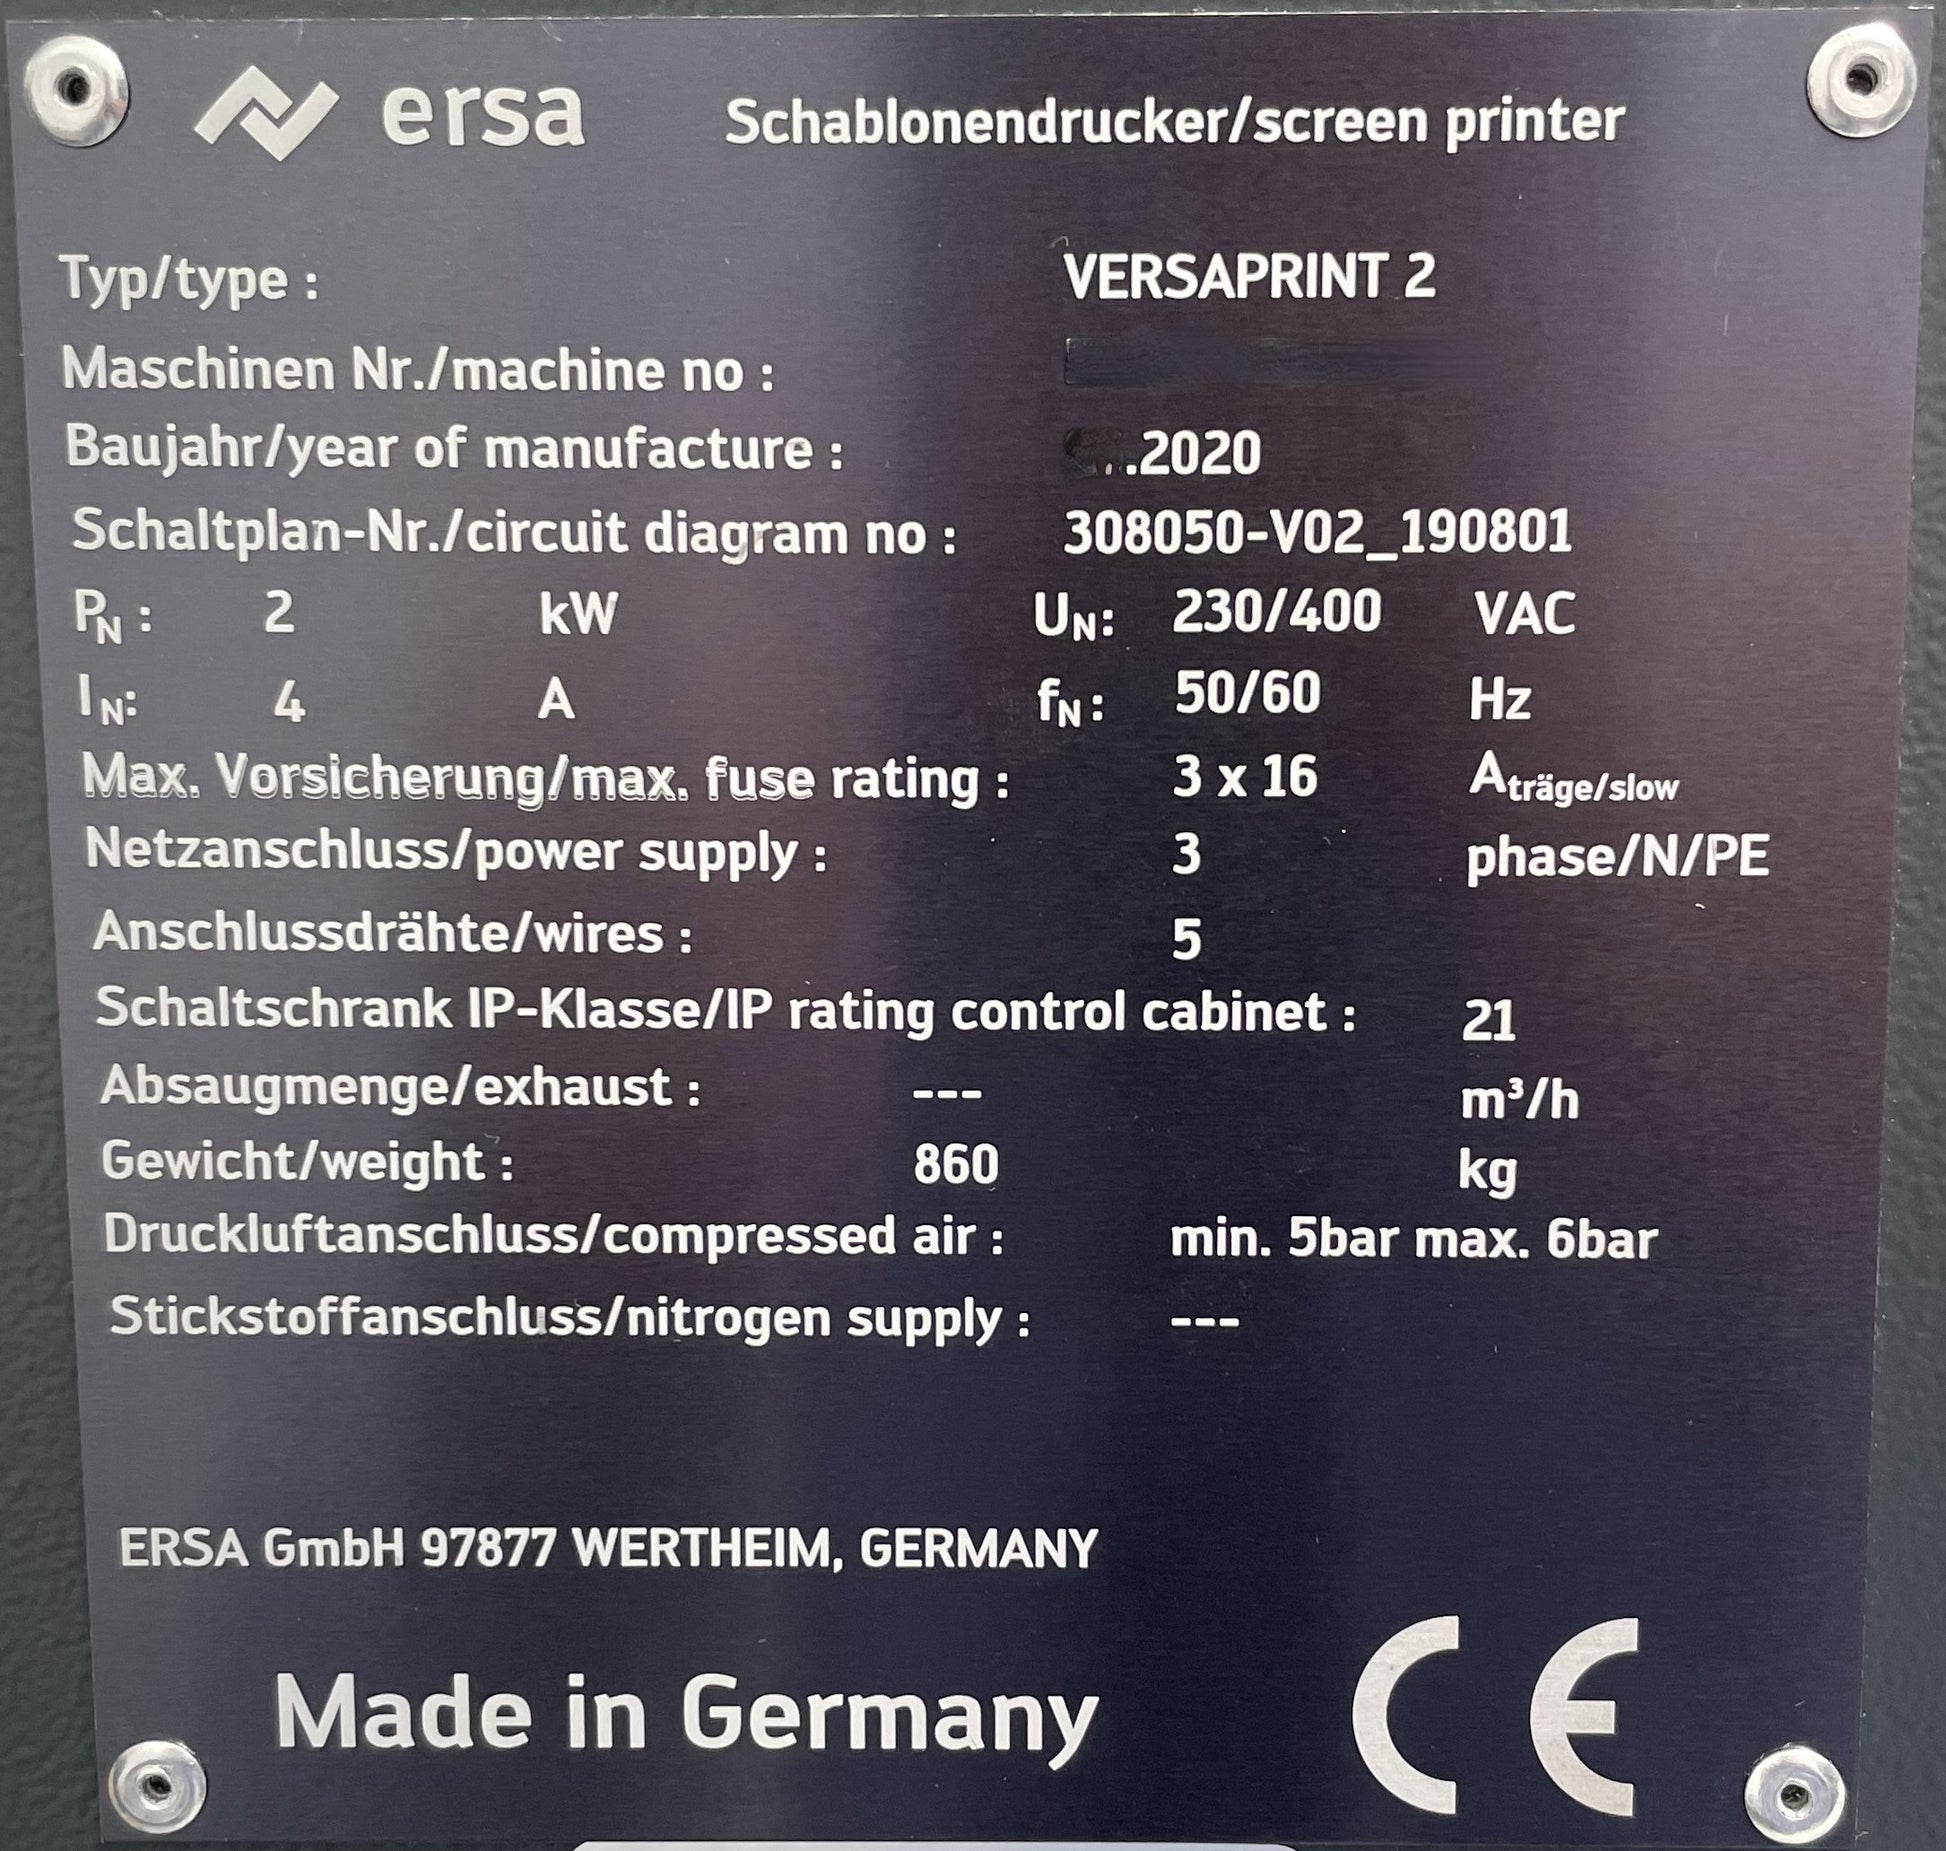 ersa Schablonendrucker/screen printer
Typ/type : VERSAPRINT 2
Maschinen Nr./machine no :
Baujahr/year of manufacture : .2020
Schaltplan-Nr./circuit diagram no : 308050-V02_190801
PN : 2 kW UN: 230/400 VAC
IN: 4 A fN: 50/60 Hz
Max. Vorsicherung/max. fuse rating : 3 x 16 Aträge/slow
Netzanschluss/power supply : 3 phase/N/PE
Anschlussdrähte/wires : 5
Schaltschrank IP-Klasse/IP rating control cabinet : 21
Absaugmenge/exhaust : --- m³/h
Gewicht/weight : 860 kg
Druckluftanschluss/compressed air : min. 5bar max. 6bar
Stickstoffanschluss/nitrogen supply : ---
ERSA GmbH 97877 WERTHEIM, GERMANY
Made in Germany CE